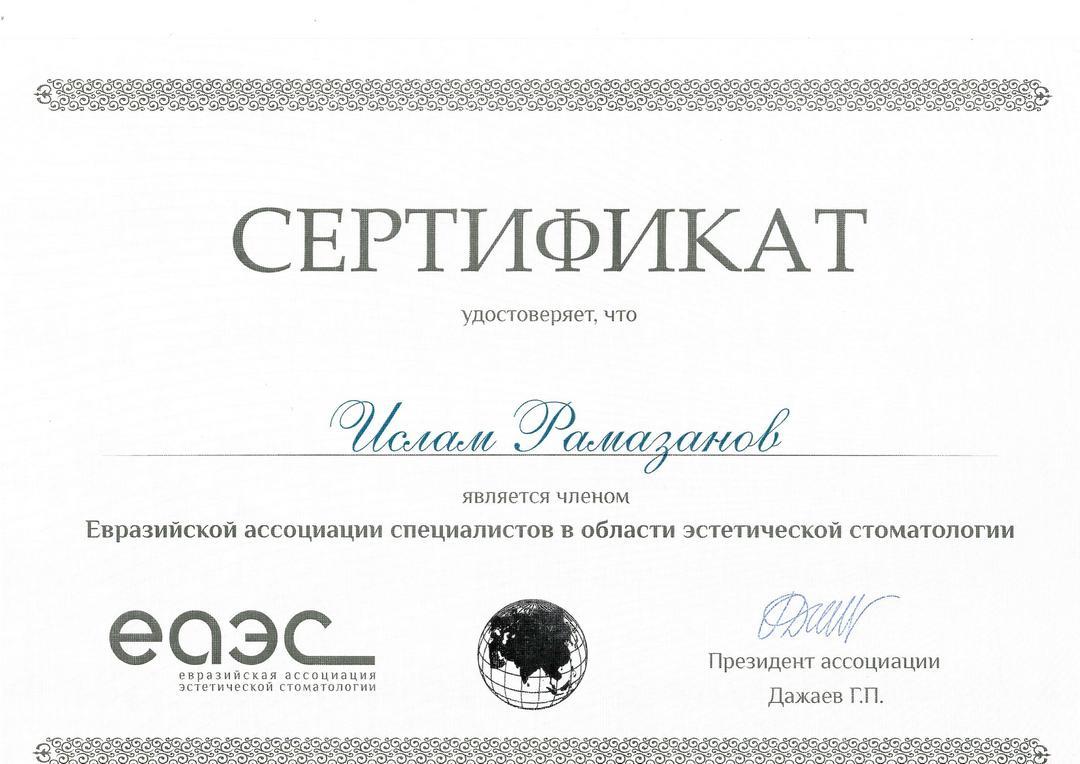 СЕРТИФИКАТ
удостоверяет, что
Ислам Рамазанов
является членом
Евразийской ассоциации специалистов в области эстетической стоматологии
еаэс
евразийская ассоциация
эстетической стоматологии
Президент ассоциации
Дажаев Г.П.